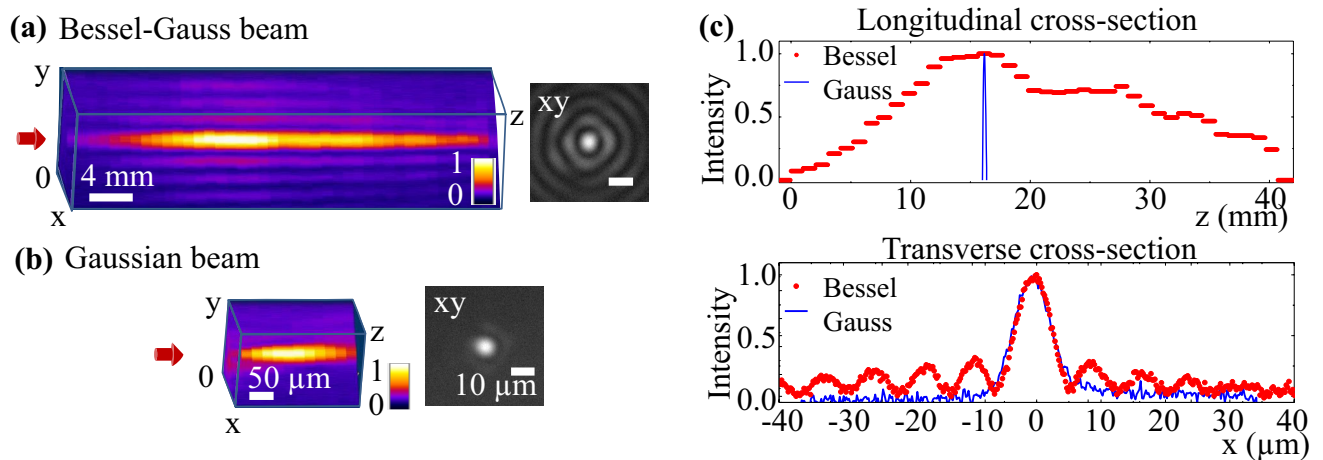 (a) Bessel-Gauss beam
y
z
0
4 mm
x
1
0
xy
(b) Gaussian beam
y
z
0
50 µm
x
1
0
xy
10 µm
(c) Longitudinal cross-section
Intensity
1.0
0.5
0.0
Bessel
Gauss
0 10 20 30 40
z (mm)
Transverse cross-section
Intensity
1.0
0.5
0.0
Bessel
Gauss
-40 -30 -20 -10 0 10 20 30 40
x (µm)